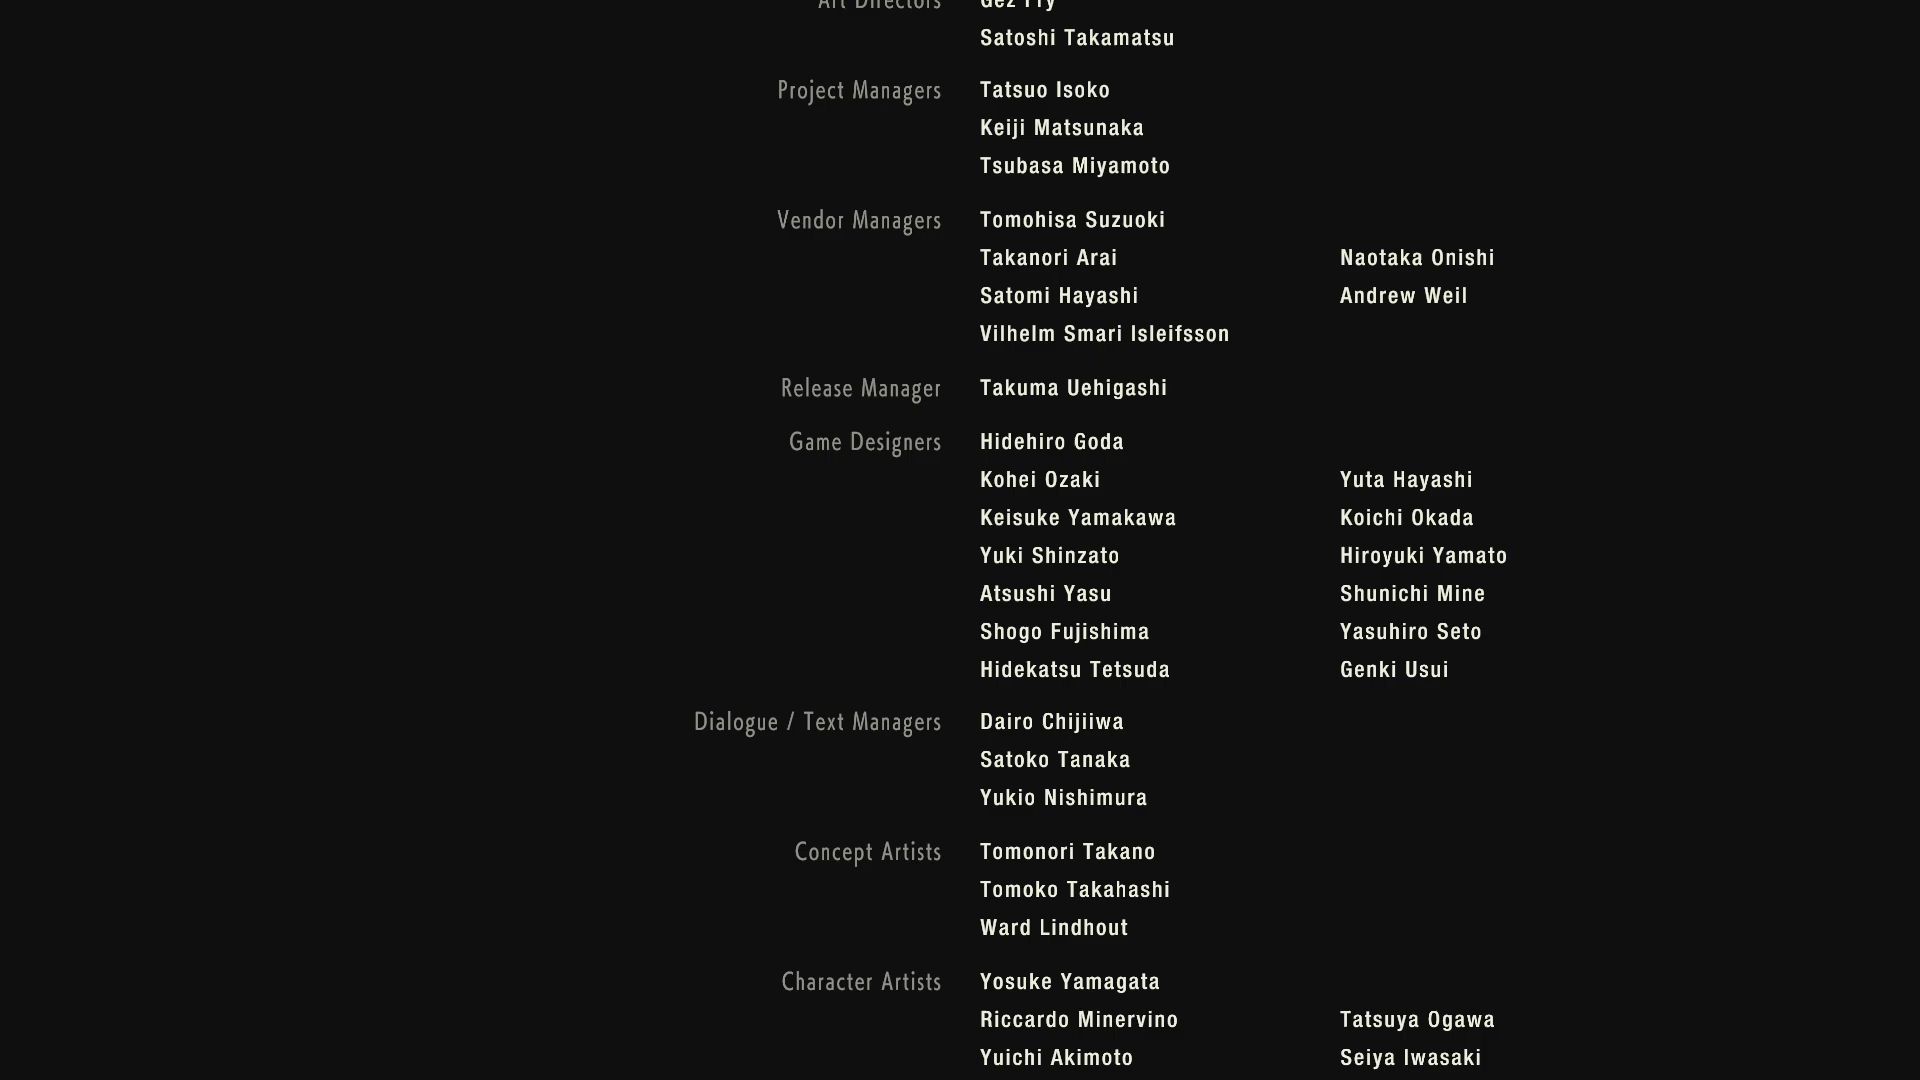 Art Directors Gez Fry
Satoshi Takamatsu
Project Managers Tatsuo Isoko
Keiji Matsunaka
Tsubasa Miyamoto
Vendor Managers Tomohisa Suzuoki
Takanori Arai Naotaka Onishi
Satomi Hayashi Andrew Weil
Vilhelm Smari Isleifsson
Release Manager Takuma Uehigashi
Game Designers Hidehiro Goda
Kohei Ozaki Yuta Hayashi
Keisuke Yamakawa Koichi Okada
Yuki Shinzato Hiroyuki Yamato
Atsushi Yasu Shunichi Mine
Shogo Fujishima Yasuhiro Seto
Hidekatsu Tetsuda Genki Usui
Dialogue / Text Managers Dairo Chijiiwa
Satoko Tanaka
Yukio Nishimura
Concept Artists Tomonori Takano
Tomoko Takahashi
Ward Lindhout
Character Artists Yosuke Yamagata
Riccardo Minervino Tatsuya Ogawa
Yuichi Akimoto Seiya Iwasaki